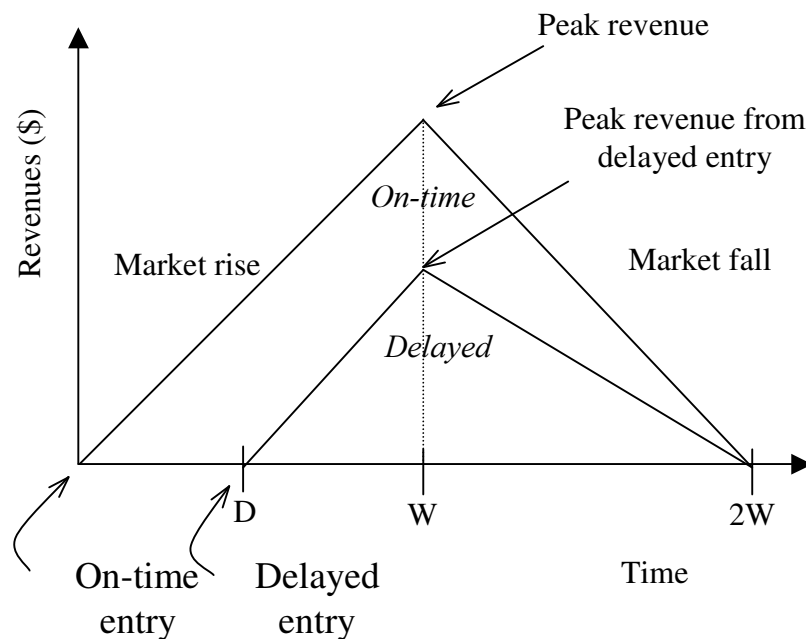 Peak revenue
Peak revenue from
delayed entry
Revenues ($)
On-time
Market rise
Market fall
Delayed
D
W
2W
On-time
entry
Delayed
entry
Time